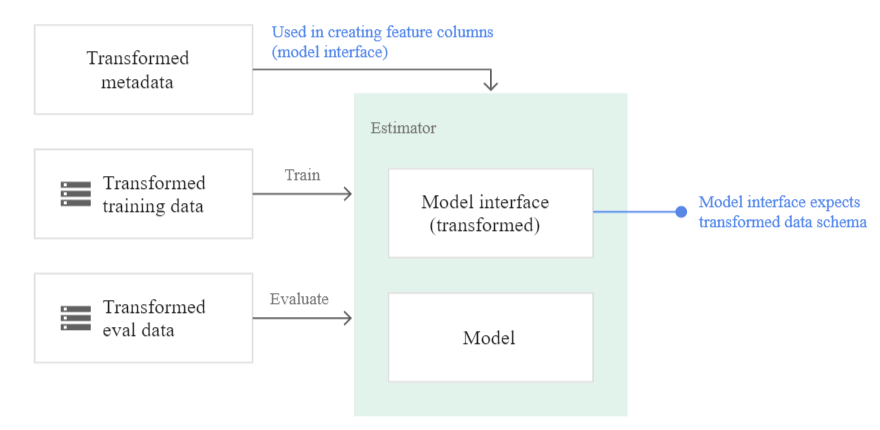 Used in creating feature columns
(model interface)
Transformed
metadata
Estimator
Transformed
training data
Train
Model interface
(transformed)
Model interface expects
transformed data schema
Transformed
eval data
Evaluate
Model